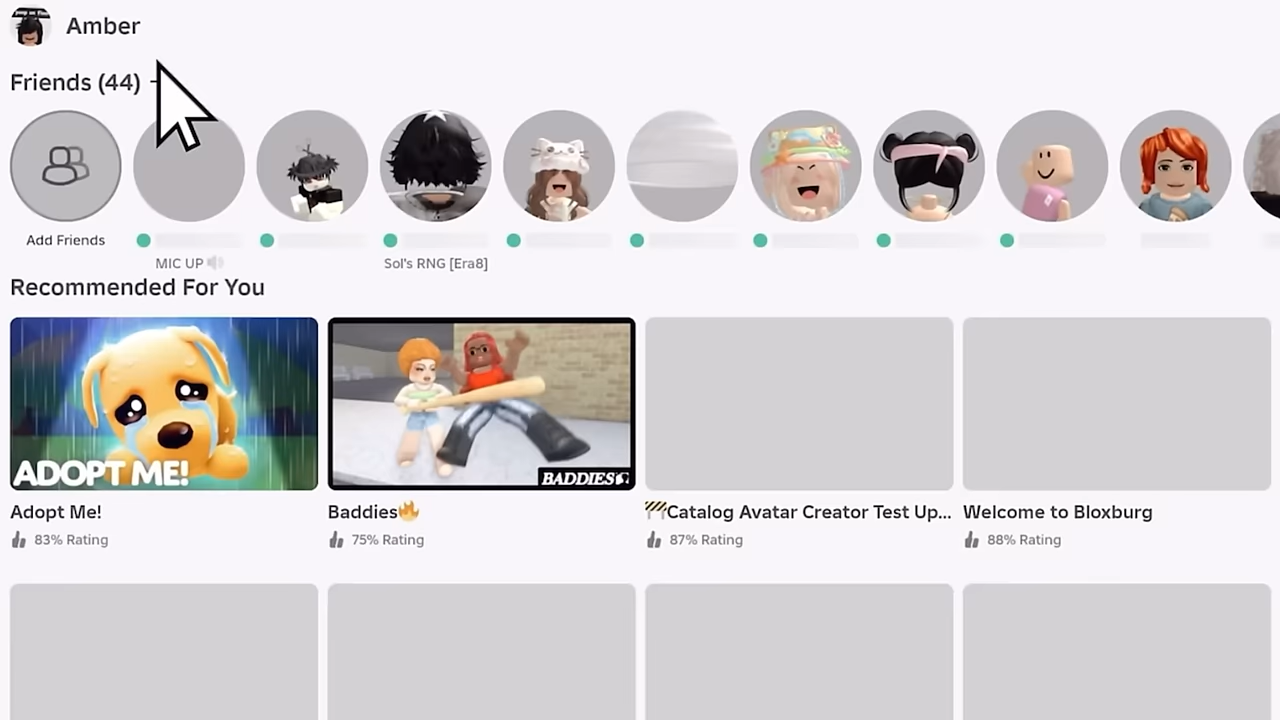 Amber
Friends (44)
Add Friends
MIC UP 🔊
Sol's RNG [Era8]
Recommended For You
ADOPT ME!
BADDIES
Adopt Me!
Baddies🔥
🚧Catalog Avatar Creator Test Up...
Welcome to Bloxburg
83% Rating
75% Rating
87% Rating
88% Rating